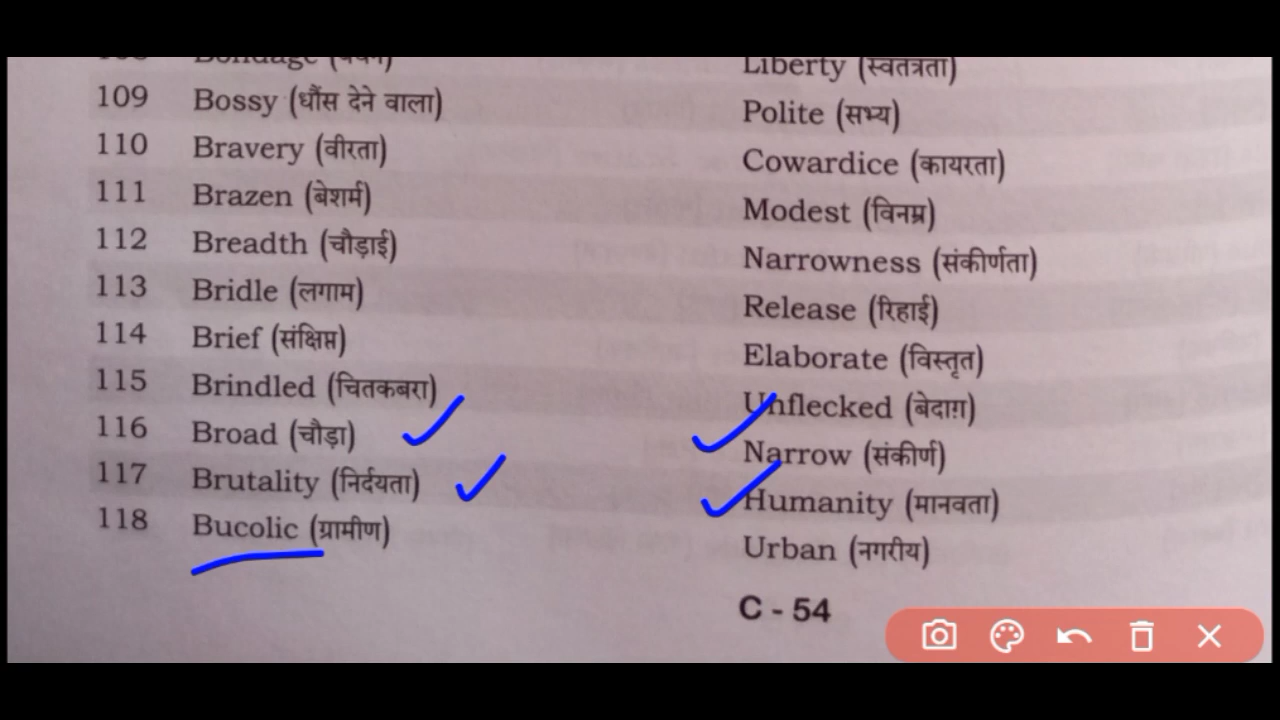 Bondage Liberty (स्वतंत्रता)
109 Bossy (धौंस देने वाला) Polite (सभ्य)
110 Bravery (वीरता) Cowardice (कायरता)
111 Brazen (बेशर्म) Modest (विनम्र)
112 Breadth (चौड़ाई) Narrowness (संकीर्णता)
113 Bridle (लगाम) Release (रिहाई)
114 Brief (संक्षिप्त) Elaborate (विस्तृत)
115 Brindled (चितकबरा) Unflecked (बेदाग़)
116 Broad (चौड़ा) Narrow (संकीर्ण)
117 Brutality (निर्दयता) Humanity (मानवता)
118 Bucolic (ग्रामीण) Urban (नगरीय)
C - 54